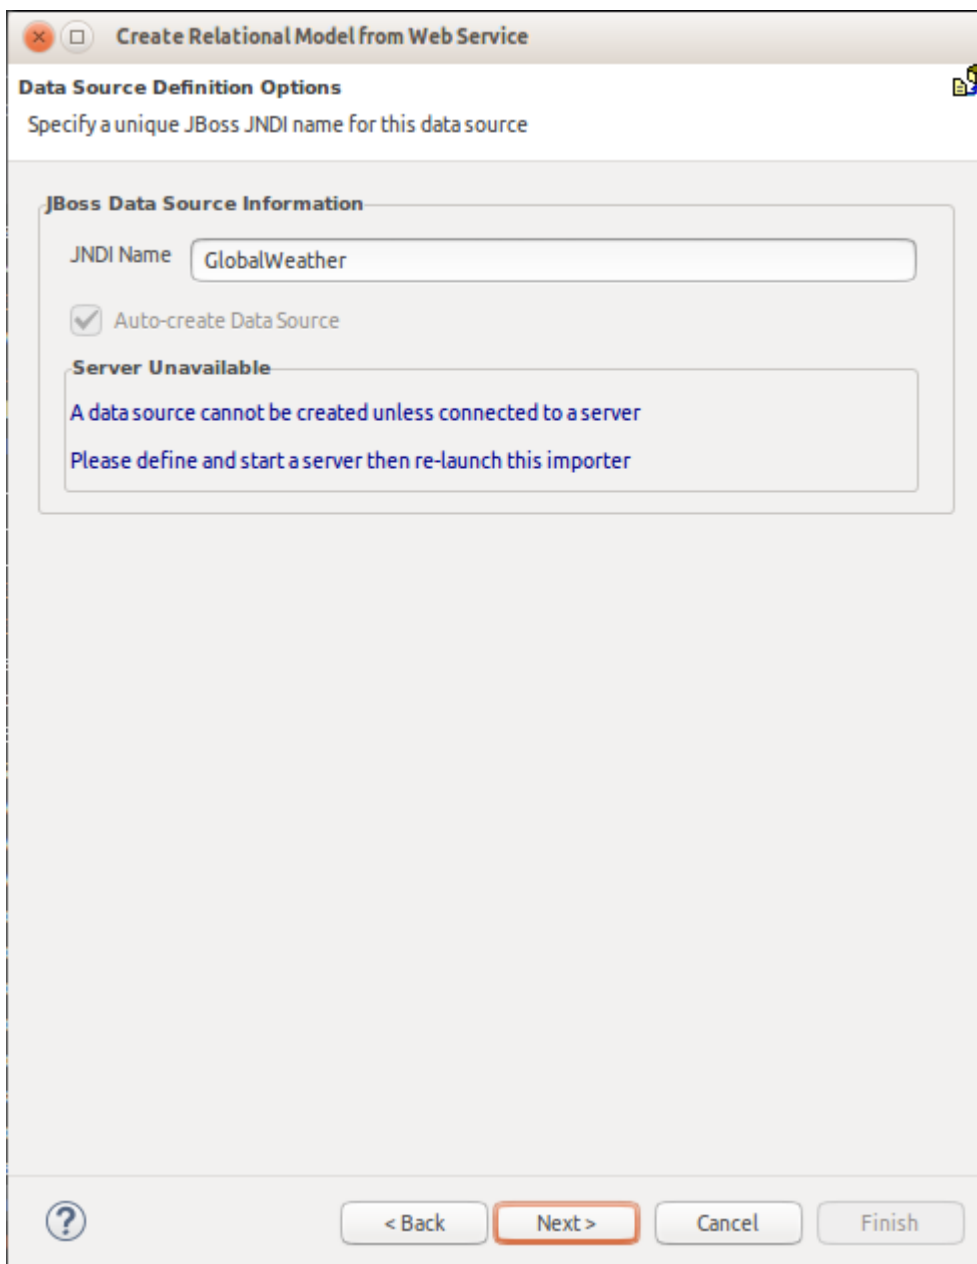 Create Relational Model from Web Service
Data Source Definition Options
Specify a unique JBoss JNDI name for this data source
JBoss Data Source Information
JNDI Name GlobalWeather
Auto-create Data Source
Server Unavailable
A data source cannot be created unless connected to a server
Please define and start a server then re-launch this importer
? < Back Next > Cancel Finish